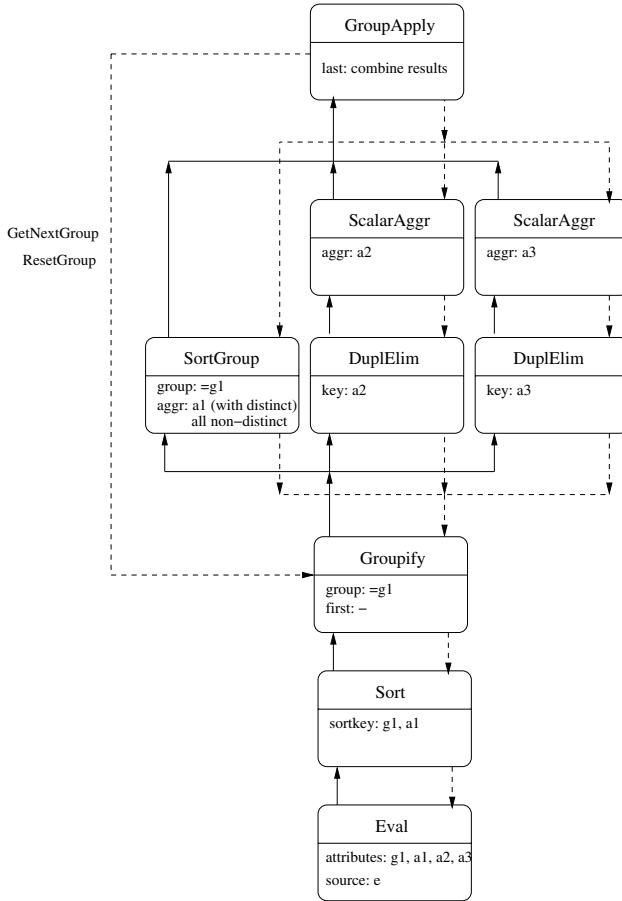 GroupApply
last: combine results
GetNextGroup
ResetGroup
ScalarAggr
aggr: a2
ScalarAggr
aggr: a3
SortGroup
group: =g1
aggr: a1 (with distinct)
all non−distinct
DuplElim
key: a2
DuplElim
key: a3
Groupify
group: =g1
first: −
Sort
sortkey: g1, a1
Eval
attributes: g1, a1, a2, a3
source: e